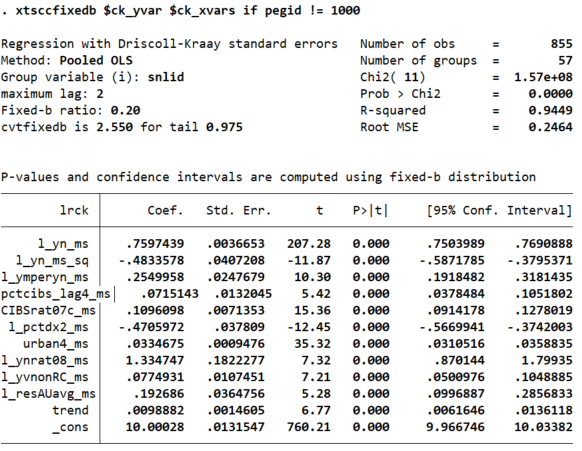 . xtsccfixedb $ck_yvar $ck_xvars if pegid != 1000
Regression with Driscoll-Kraay standard errors   Number of obs     =       855
Method: Pooled OLS                               Number of groups  =        57
Group variable (i): snlid                        Chi2( 11)         =  1.57e+08
maximum lag: 2                                   Prob > Chi2       =    0.0000
Fixed-b ratio: 0.20                              R-squared         =    0.9449
cvtfixedb is 2.550 for tail 0.975                Root MSE          =    0.2464
P-values and confidence intervals are computed using fixed-b distribution
lrck | Coef. Std. Err. t P>|t| [95% Conf. Interval]
l_yn_ms | .7597439 .0036653 207.28 0.000 .7503989 .7690888
l_yn_ms_sq | -.4833578 .0407208 -11.87 0.000 -.5871785 -.3795371
l_ymperyn_ms | .2549958 .0247679 10.30 0.000 .1918482 .3181435
pctcibs_lag4_ms | .0715143 .0132045 5.42 0.000 .0378484 .1051802
CIBSrat07c_ms | .1096098 .0071353 15.36 0.000 .0914178 .1278019
l_pctdx2_ms | -.4705972 .037809 -12.45 0.000 -.5669941 -.3742003
urban4_ms | .0334675 .0009476 35.32 0.000 .0310516 .0358835
l_ynrat08_ms | 1.334747 .1822277 7.32 0.000 .870144 1.79935
l_yvnonRC_ms | .0774931 .0107451 7.21 0.000 .0500976 .1048885
l_resAUavg_ms | .192686 .0364756 5.28 0.000 .0996887 .2856833
trend | .0098882 .0014605 6.77 0.000 .0061646 .0136118
_cons | 10.00028 .0131547 760.21 0.000 9.966746 10.03382